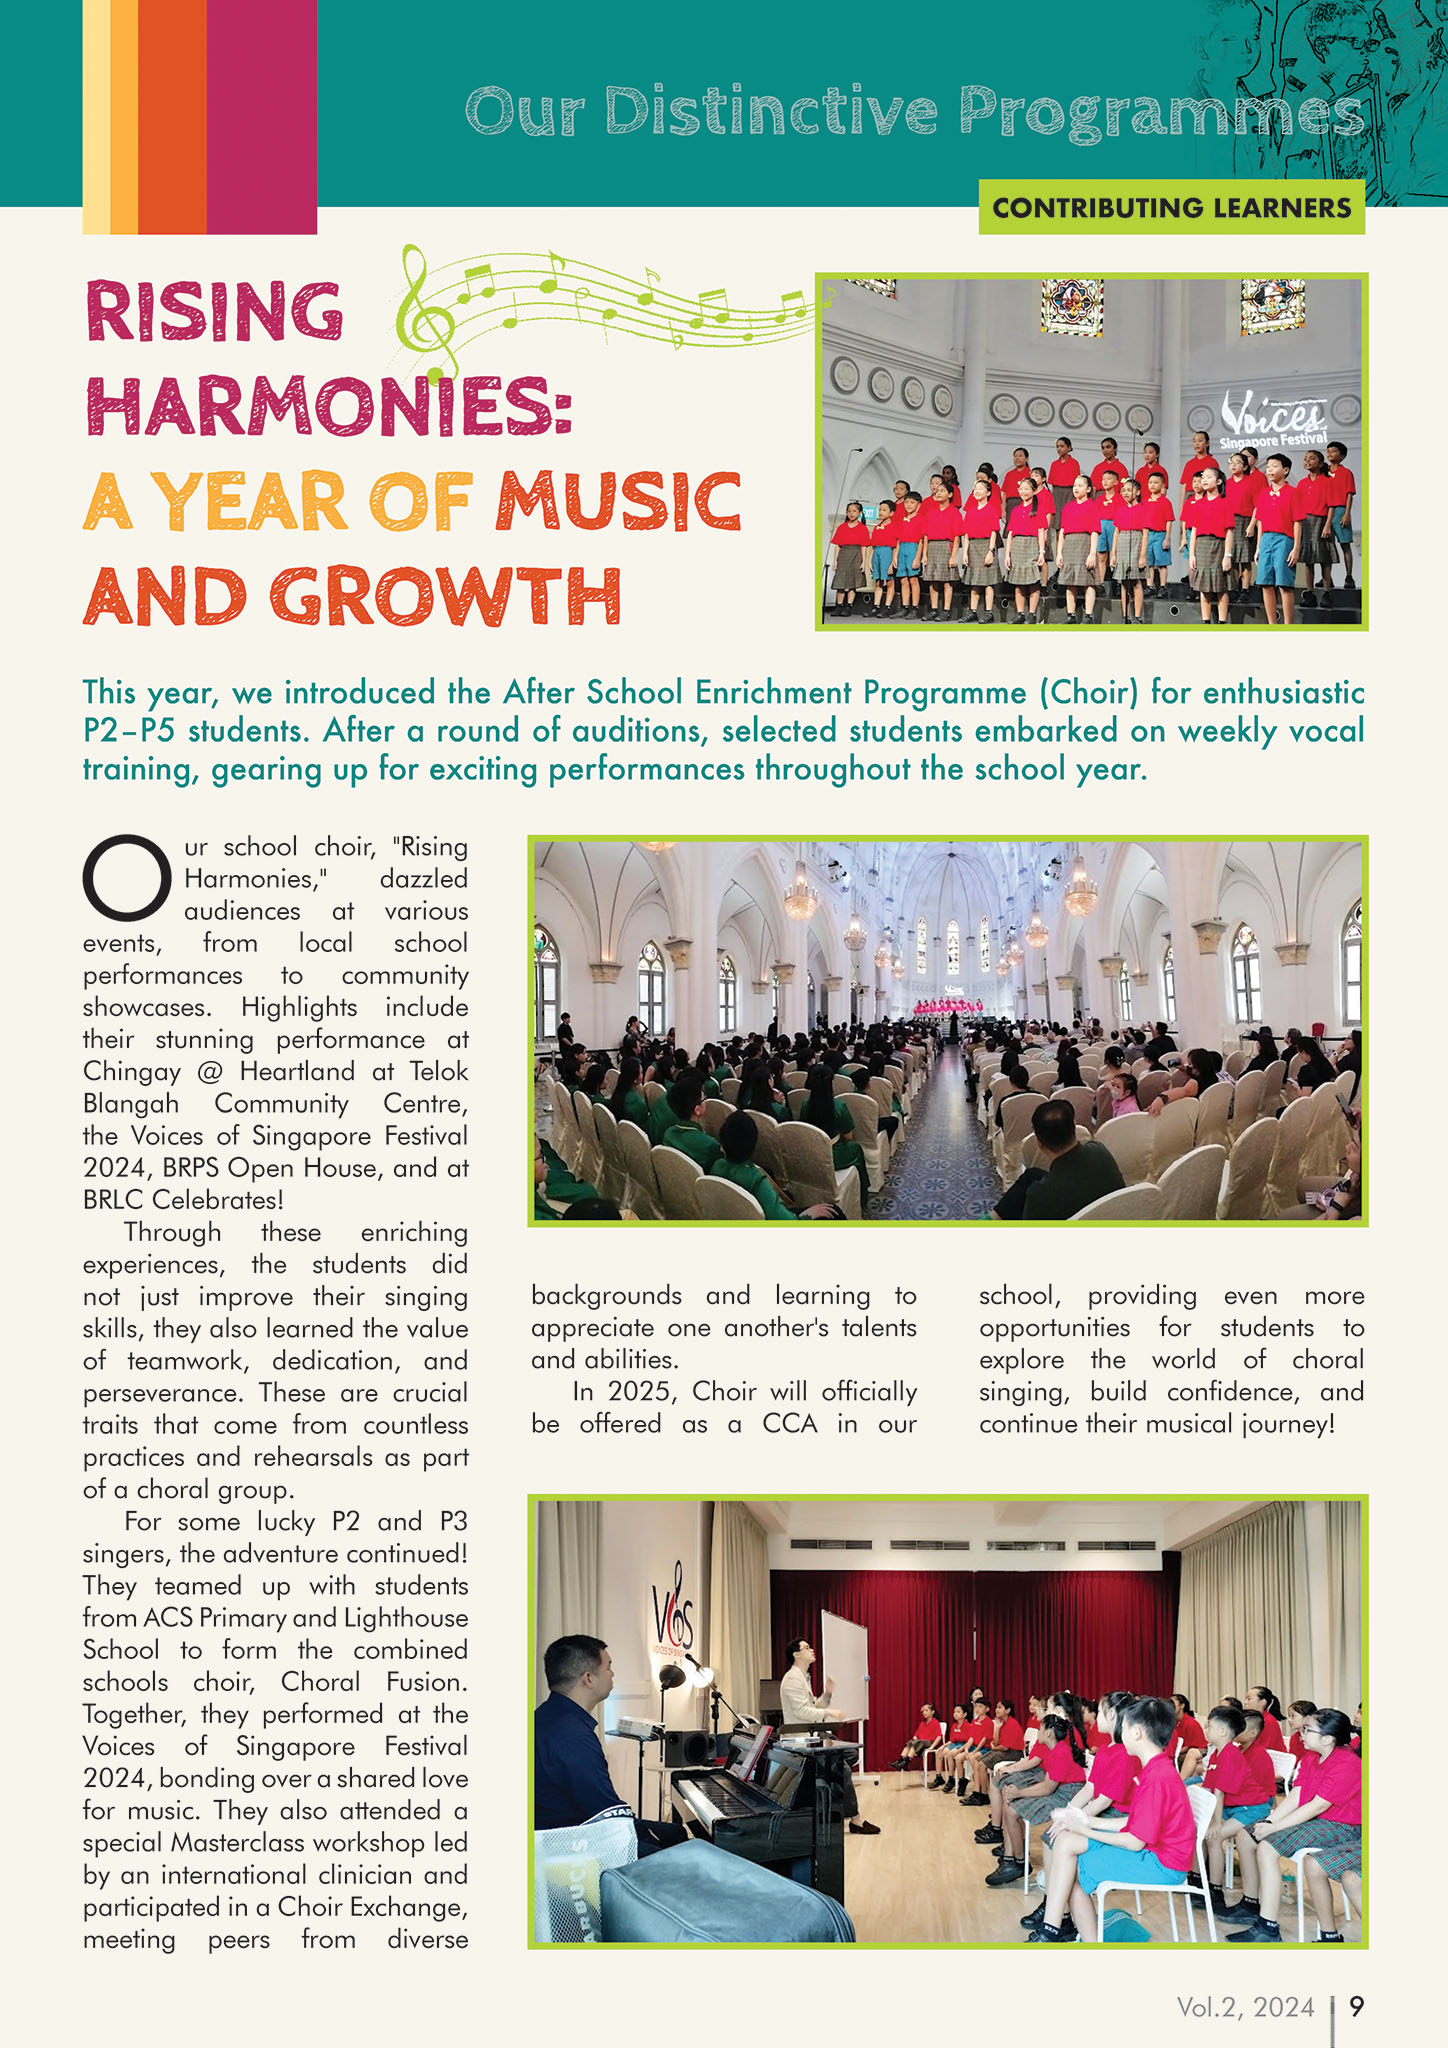 Our Distinctive Programmes
CONTRIBUTING LEARNERS
RISING
HARMONIES:
A YEAR OF MUSIC
AND GROWTH
Voices
Singapore Festival
This year, we introduced the After School Enrichment Programme (Choir) for enthusiastic
P2–P5 students. After a round of auditions, selected students embarked on weekly vocal
training, gearing up for exciting performances throughout the school year.
Our school choir, "Rising
Harmonies," dazzled
audiences at various
events, from local school
performances to community
showcases. Highlights include
their stunning performance at
Chingay @ Heartland at Telok
Blangah Community Centre,
the Voices of Singapore Festival
2024, BRPS Open House, and at
BRLC Celebrates!
Through these enriching
experiences, the students did
not just improve their singing
skills, they also learned the value
of teamwork, dedication, and
perseverance. These are crucial
traits that come from countless
practices and rehearsals as part
of a choral group.
For some lucky P2 and P3
singers, the adventure continued!
They teamed up with students
from ACS Primary and Lighthouse
School to form the combined
schools choir, Choral Fusion.
Together, they performed at the
Voices of Singapore Festival
2024, bonding over a shared love
for music. They also attended a
special Masterclass workshop led
by an international clinician and
participated in a Choir Exchange,
meeting peers from diverse
backgrounds and learning to
appreciate one another's talents
and abilities.
In 2025, Choir will officially
be offered as a CCA in our
school, providing even more
opportunities for students to
explore the world of choral
singing, build confidence, and
continue their musical journey!
VOS
VOICES OF SING
Vol.2, 2024 9